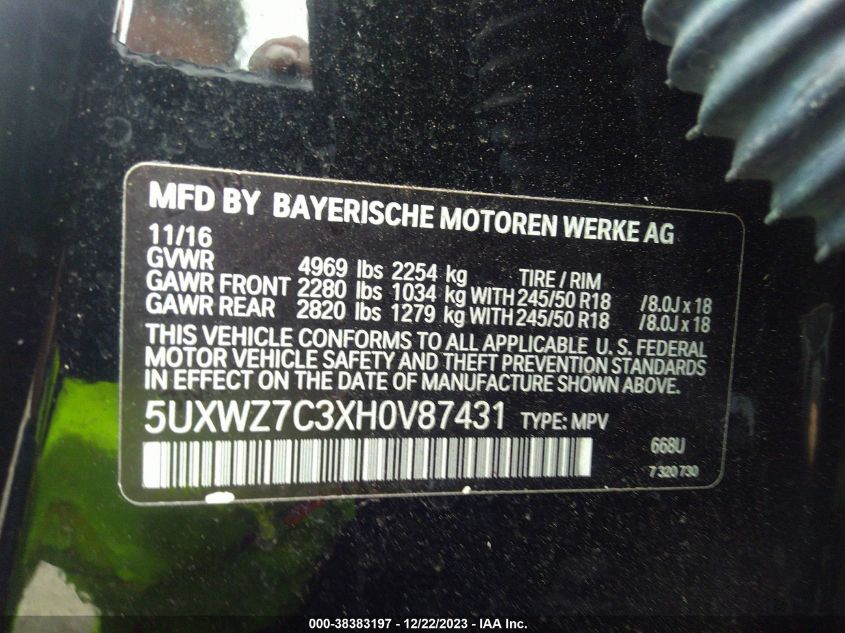 MFD BY BAYERISCHE MOTOREN WERKE AG
11/16
GVWR 4969 lbs 2254 kg TIRE / RIM
GAWR FRONT 2280 lbs 1034 kg WITH 245/50 R18 /8.0J x 18
GAWR REAR 2820 lbs 1279 kg WITH 245/50 R18 /8.0J x 18
THIS VEHICLE CONFORMS TO ALL APPLICABLE U. S. FEDERAL
MOTOR VEHICLE SAFETY AND THEFT PREVENTION STANDARDS
IN EFFECT ON THE DATE OF MANUFACTURE SHOWN ABOVE.
5UXWZ7C3XH0V87431 TYPE: MPV
668U
7 320 730
000-38383197 - 12/22/2023 - IAA Inc.